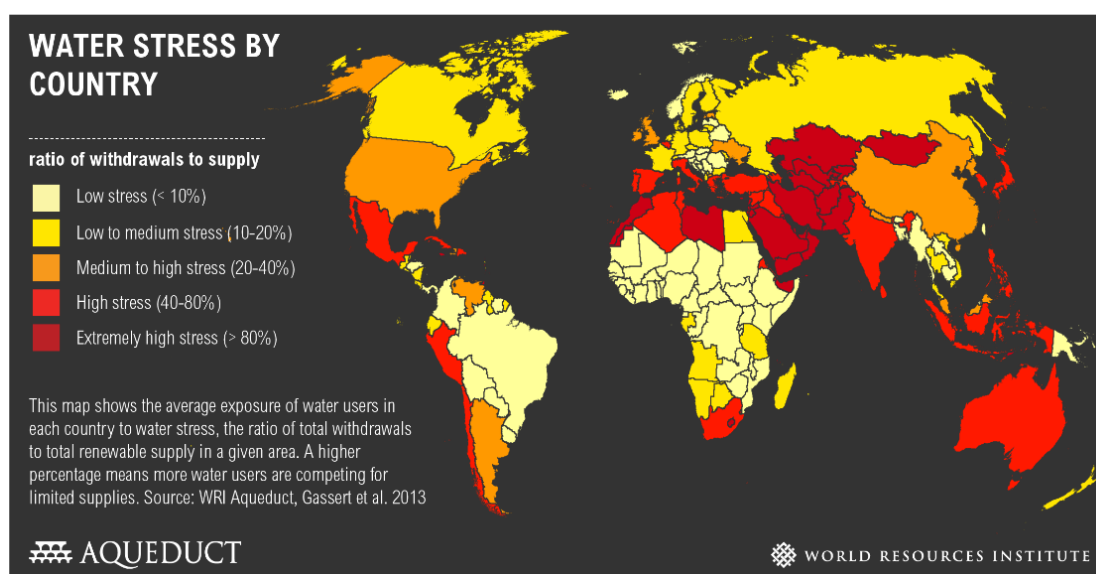 WATER STRESS BY
COUNTRY
ratio of withdrawals to supply
Low stress (< 10%)
Low to medium stress (10-20%)
Medium to high stress (20-40%)
High stress (40-80%)
Extremely high stress (> 80%)
This map shows the average exposure of water users in
each country to water stress, the ratio of total withdrawals
to total renewable supply in a given area. A higher
percentage means more water users are competing for
limited supplies. Source: WRI Aqueduct, Gassert et al. 2013
AQUEDUCT
WORLD RESOURCES INSTITUTE